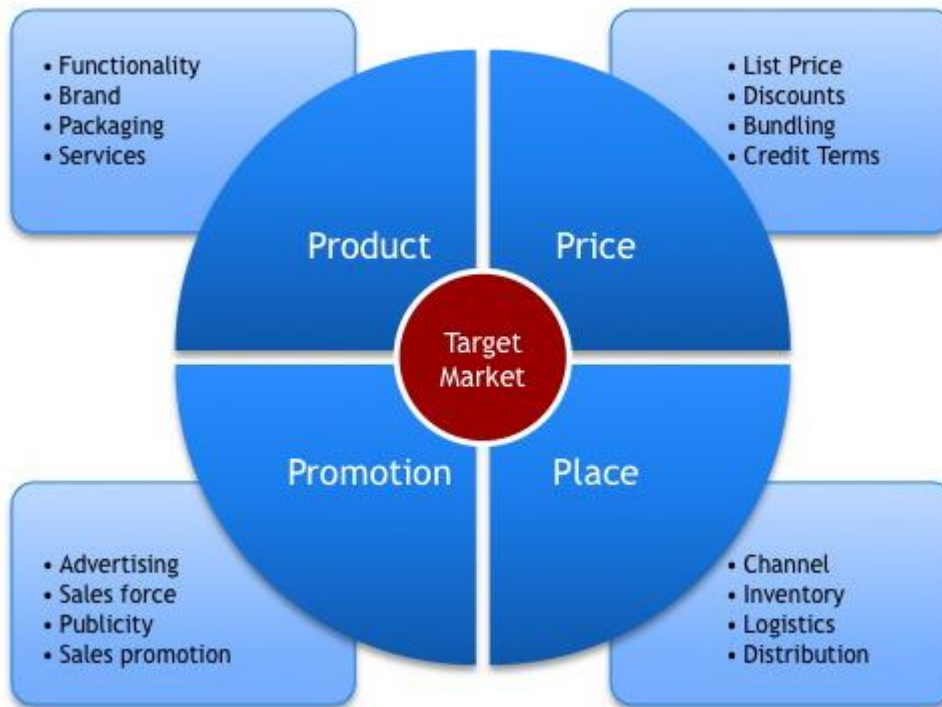 • Functionality
• Brand
• Packaging
• Services
• List Price
• Discounts
• Bundling
• Credit Terms
Product
Price
Target
Market
Promotion
Place
• Advertising
• Sales force
• Publicity
• Sales promotion
• Channel
• Inventory
• Logistics
• Distribution